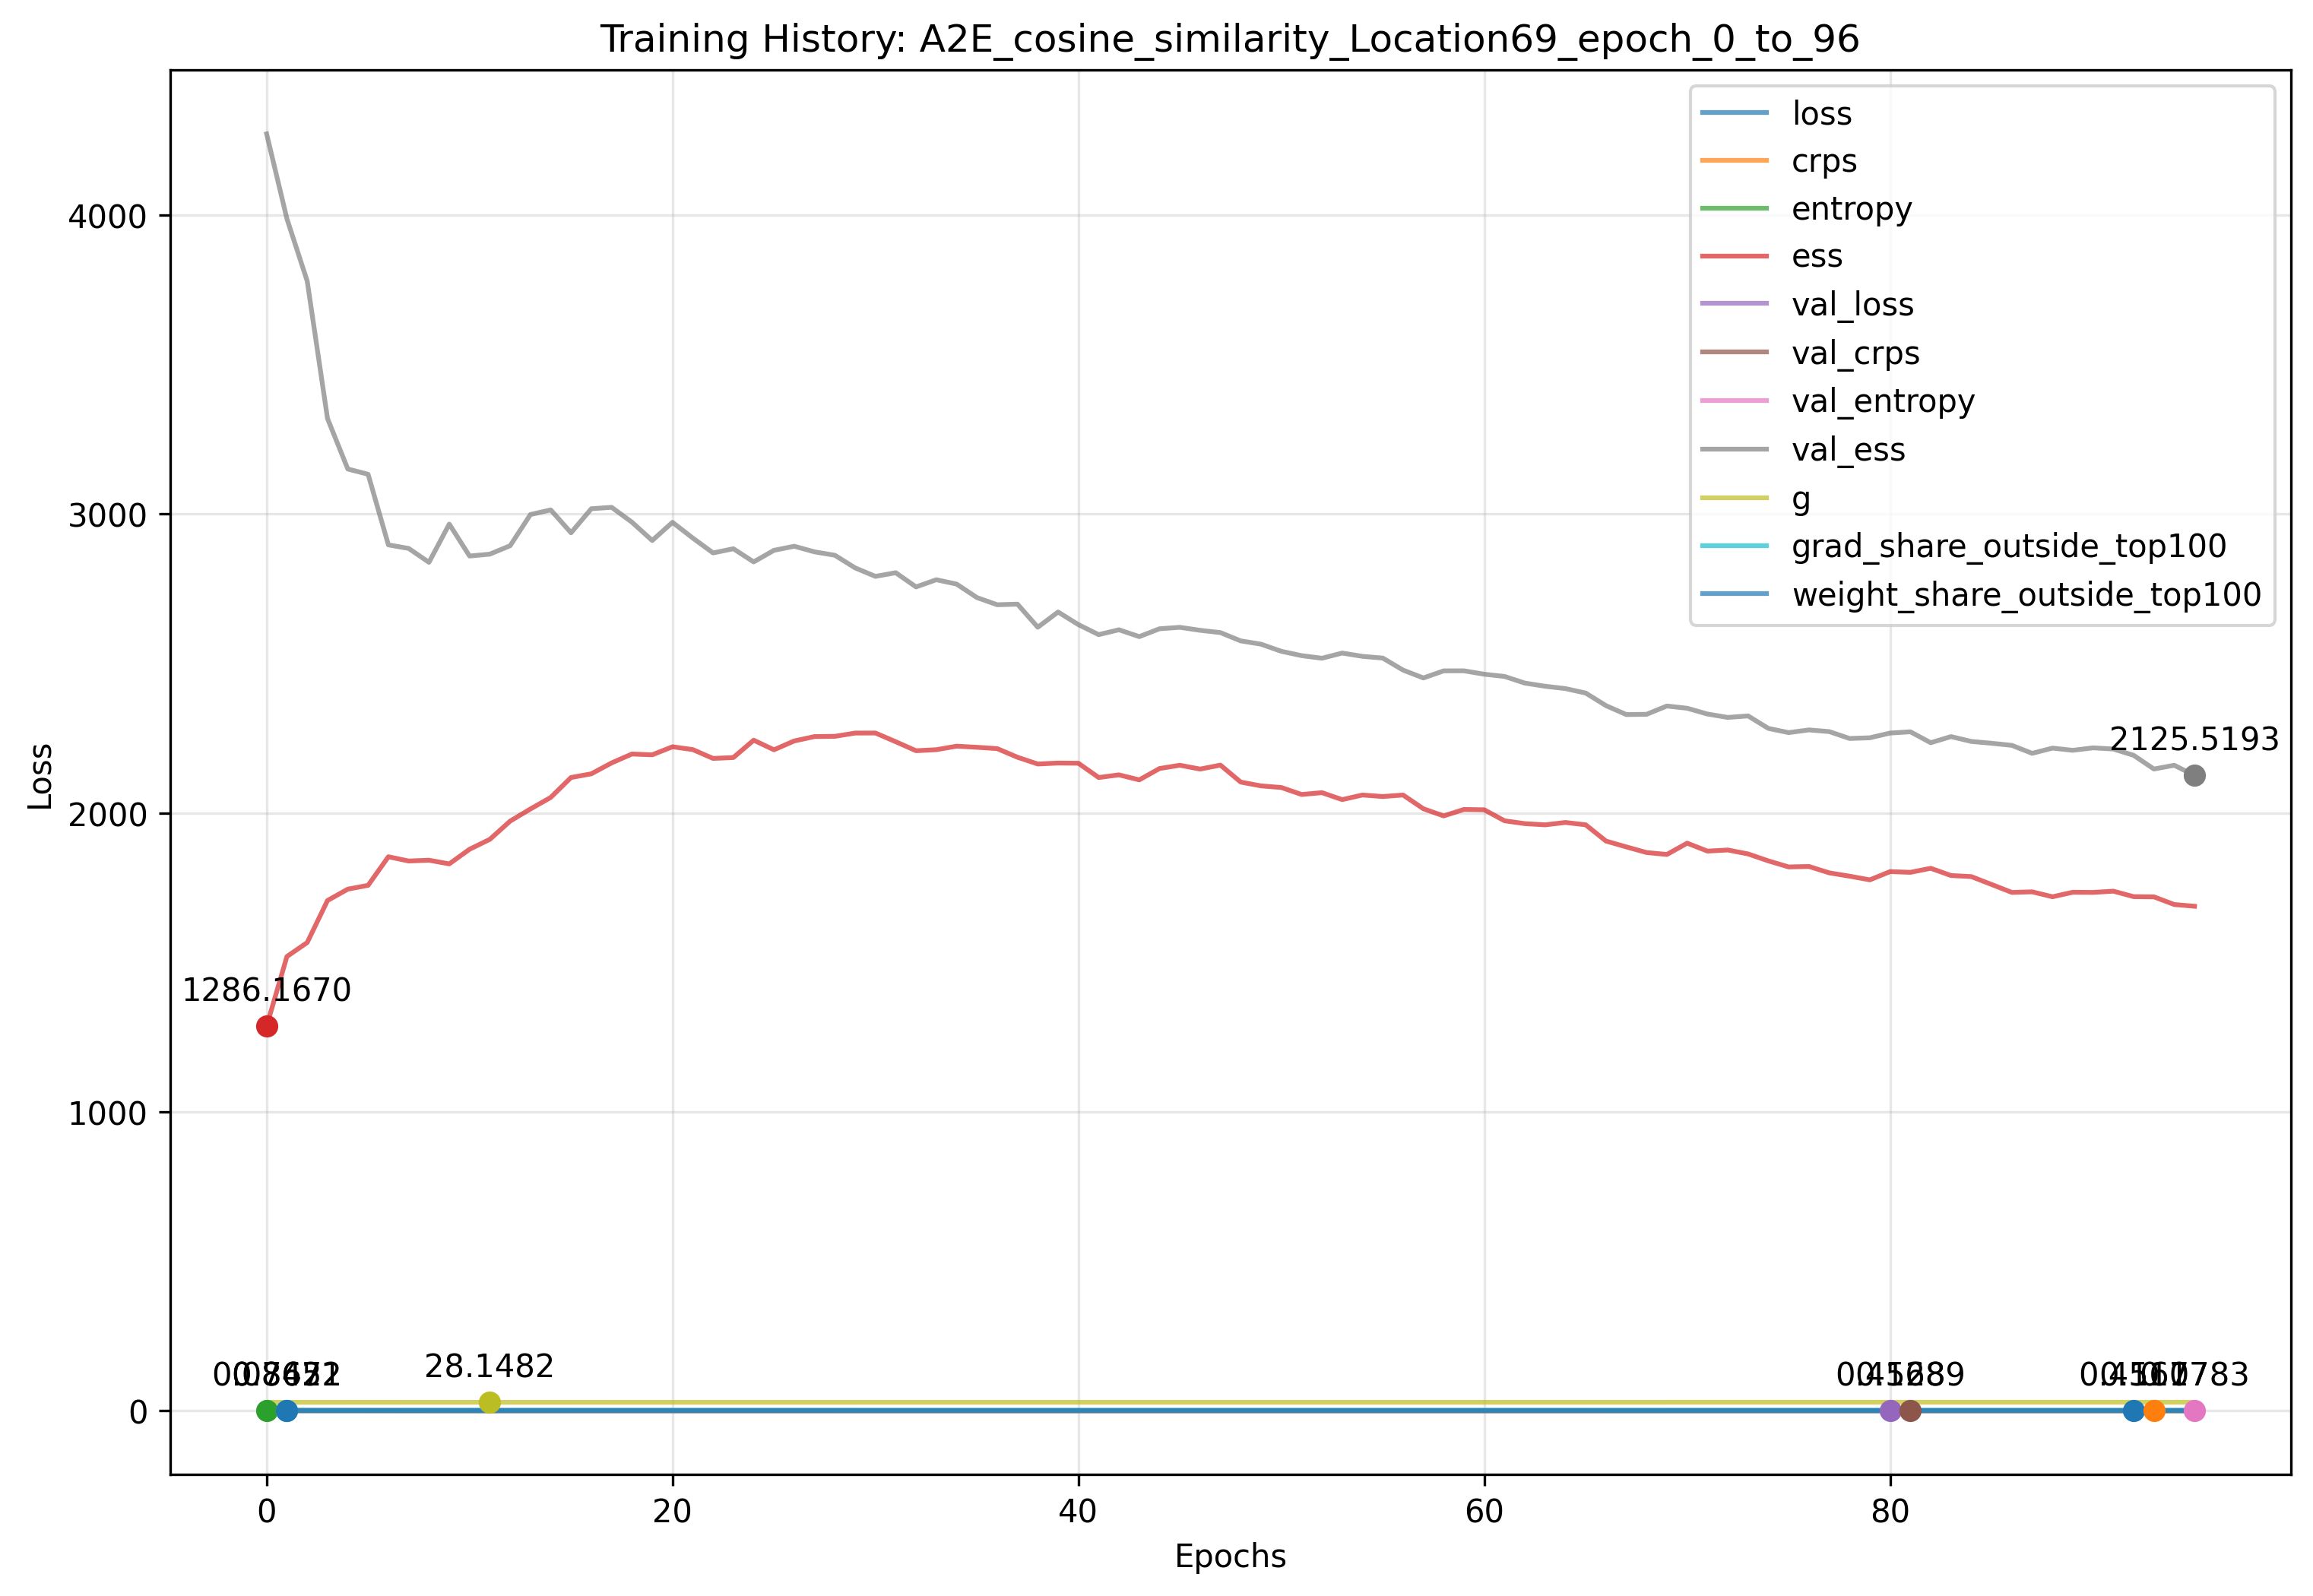 Training History: A2E_cosine_similarity_Location69_epoch_0_to_96
loss
crps
entropy
ess
val_loss
val_crps
val_entropy
val_ess
g
grad_share_outside_top100
weight_share_outside_top100
4000
3000
2000
1000
0
Loss
2125.5193
1286.1670
28.1482
0
20
40
60
80
Epochs